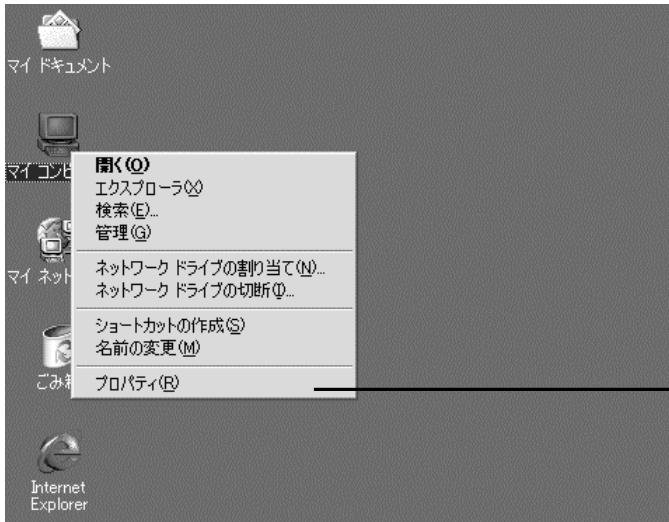 マイ ドキュメント
マイ コンピ
開く(O)
エクスプローラ(X)
検索(E)...
管理(G)
ネットワーク ドライブの割り当て(N)...
ネットワーク ドライブの切断(I)...
ショートカットの作成(S)
名前の変更(M)
プロパティ(R)
マイ ネット
ごみ箱
Internet
Explorer